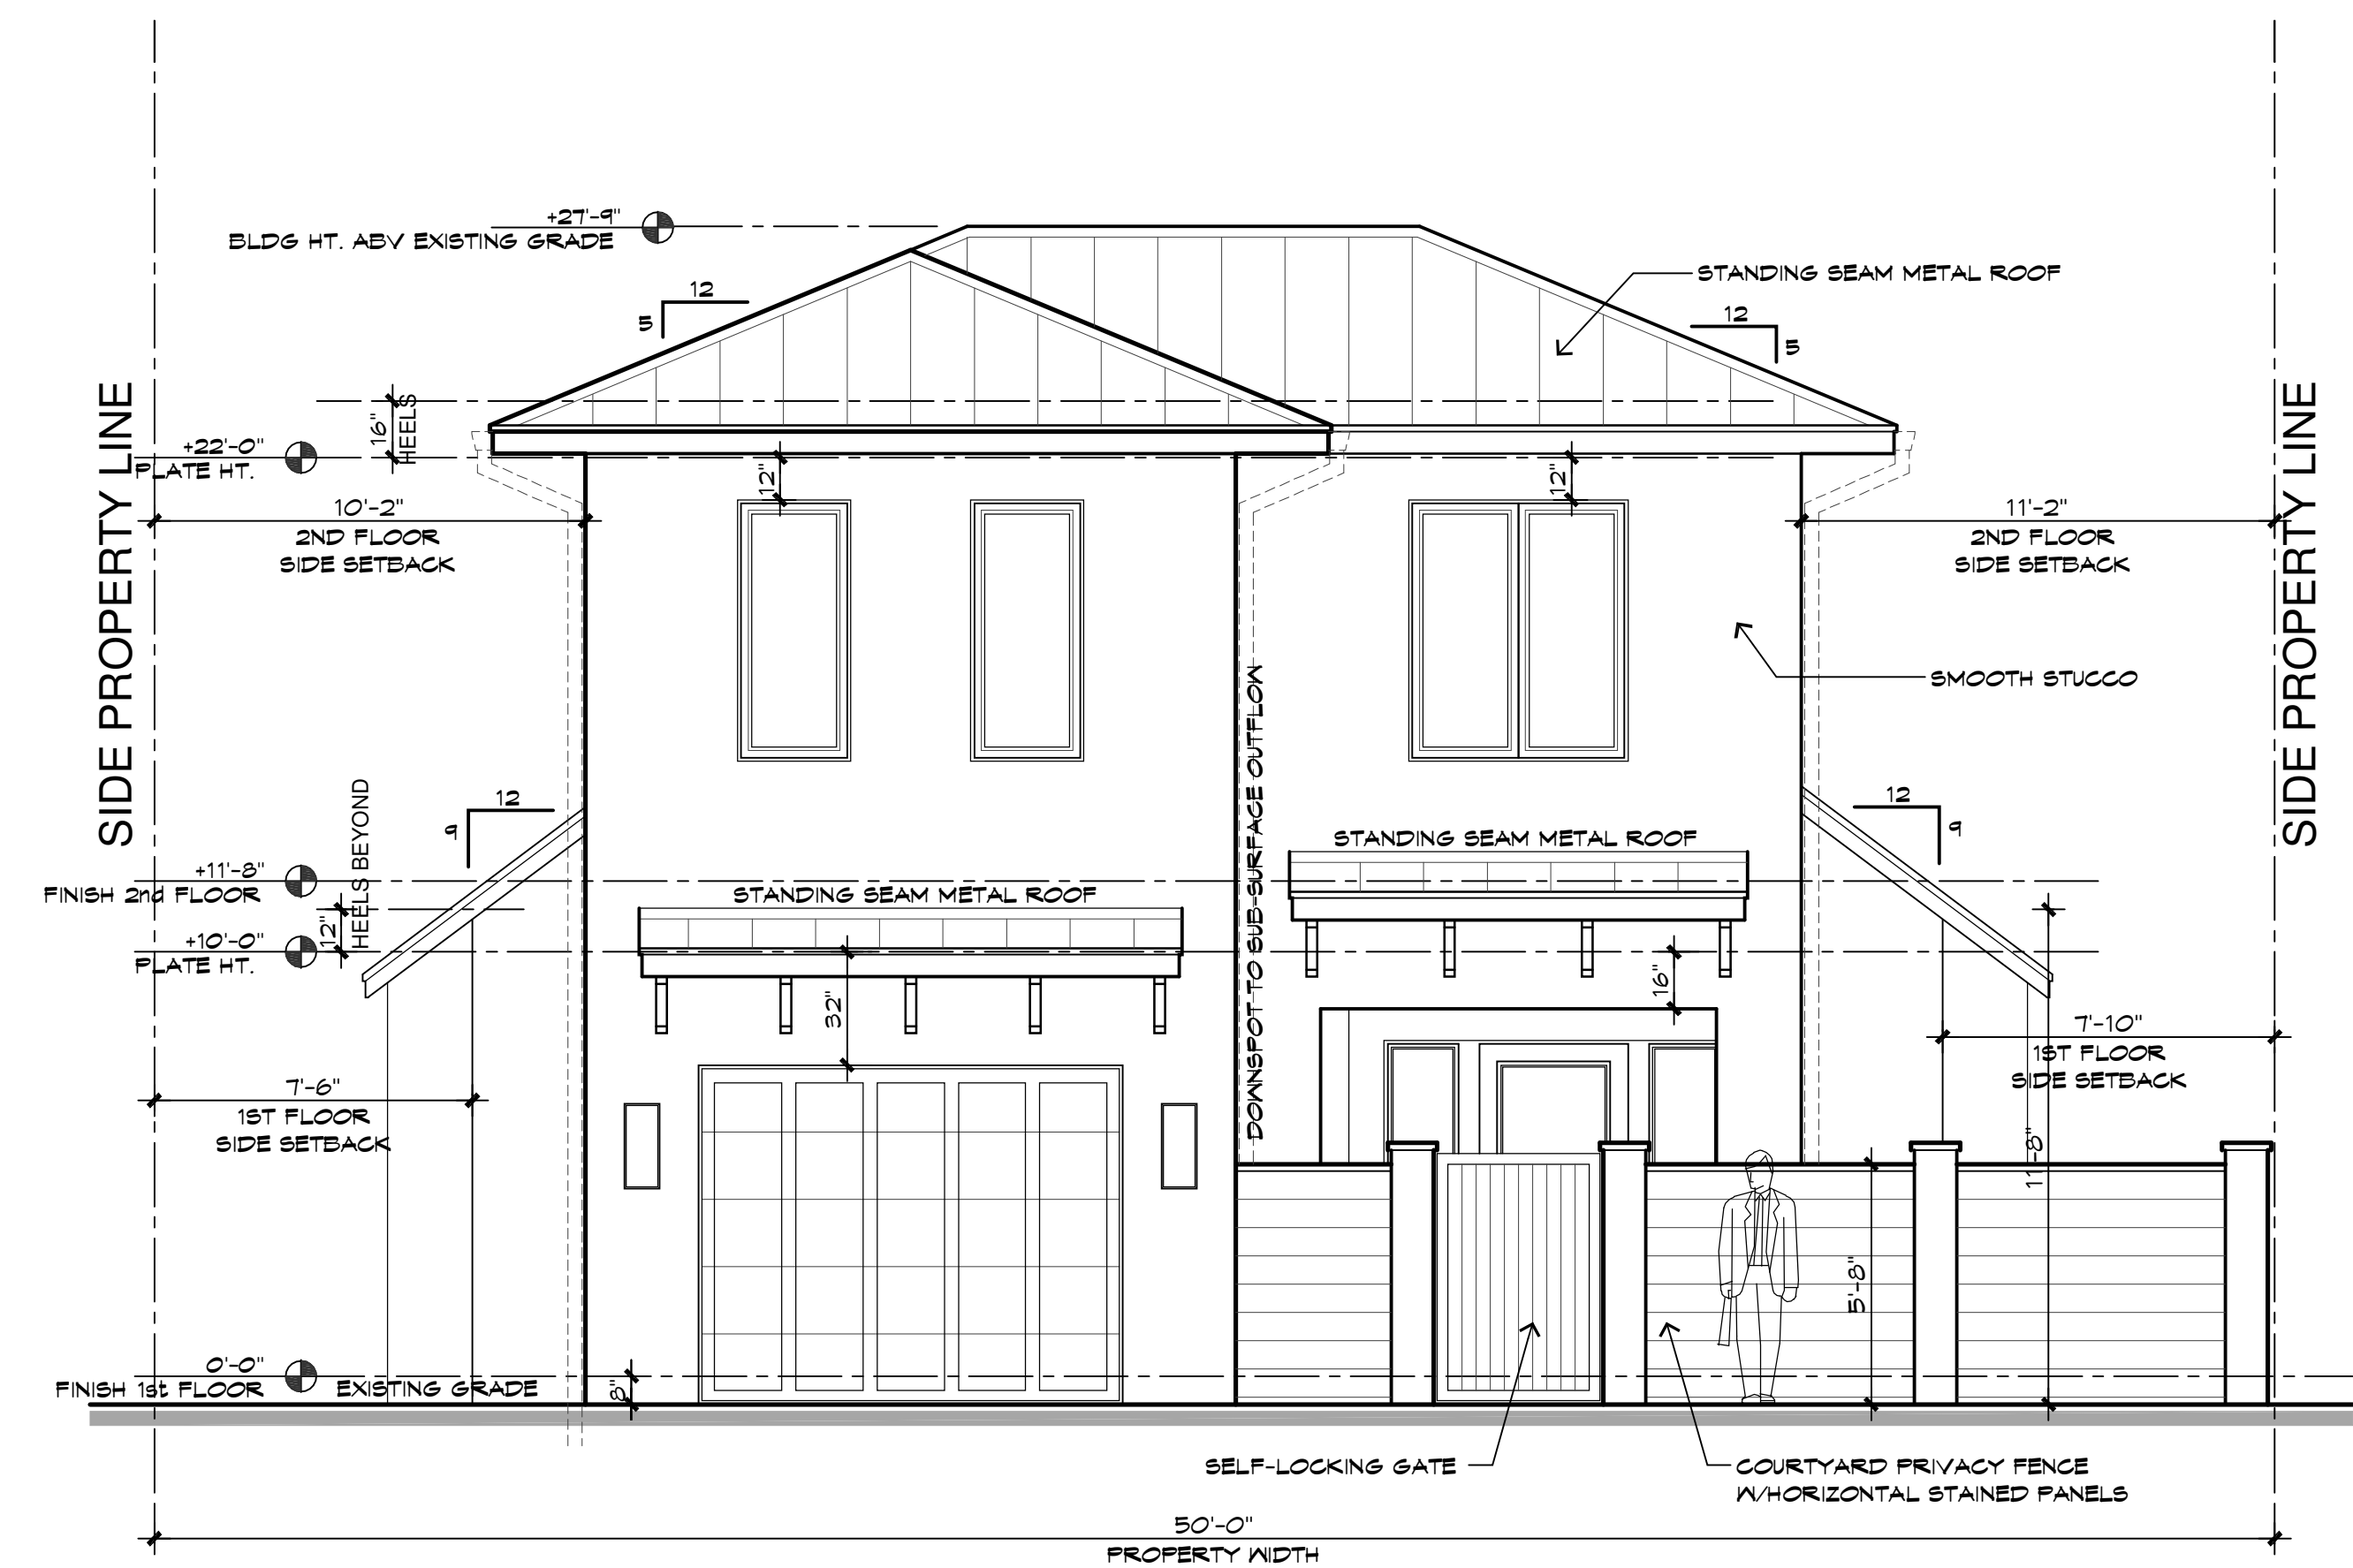 +27'-9"
BLDG HT. ABV EXISTING GRADE
STANDING SEAM METAL ROOF
12
5
12
5
16"
HEELS
+22'-0"
PLATE HT.
12"
12"
10'-2"
2ND FLOOR
SIDE SETBACK
11'-2"
2ND FLOOR
SIDE SETBACK
SIDE PROPERTY LINE
SIDE PROPERTY LINE
SMOOTH STUCCO
DOWNSPOT TO SUB-SURFACE OUTFLOW
12
9
12
9
HEELS BEYOND
12"
STANDING SEAM METAL ROOF
+11'-8"
FINISH 2nd FLOOR
STANDING SEAM METAL ROOF
+10'-0"
PLATE HT.
32"
16"
7'-10"
1ST FLOOR
SIDE SETBACK
7'-6"
1ST FLOOR
SIDE SETBACK
11'-8"
5'-8"
0'-0"
FINISH 1st FLOOR
EXISTING GRADE
8"
SELF-LOCKING GATE
COURTYARD PRIVACY FENCE
W/HORIZONTAL STAINED PANELS
50'-0"
PROPERTY WIDTH